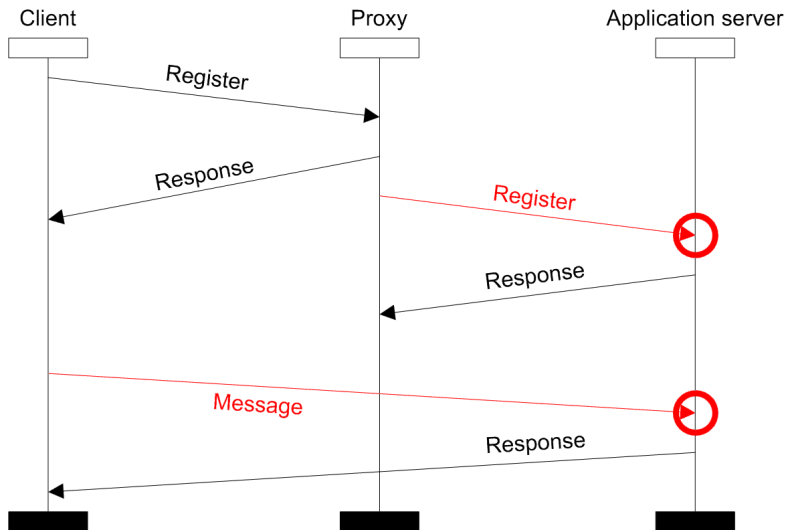 Client
Proxy
Application server
Register
Response
Register
Response
Message
Response